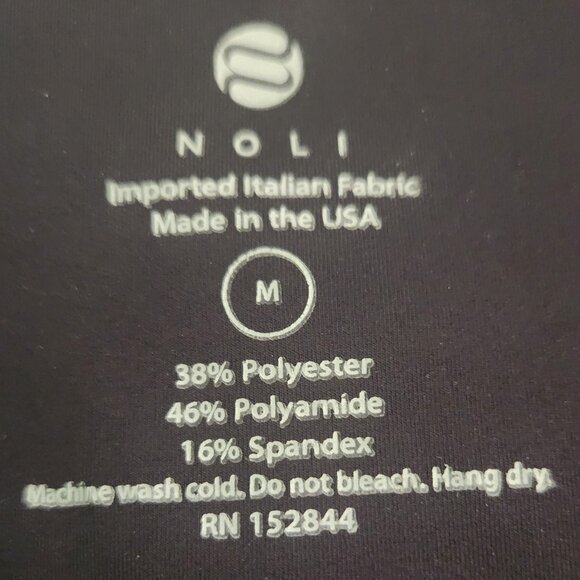 NOLI
Imported Italian Fabric
Made in the USA
M
38% Polyester
46% Polyamide
16% Spandex
Machine wash cold. Do not bleach. Hang dry.
RN 152844